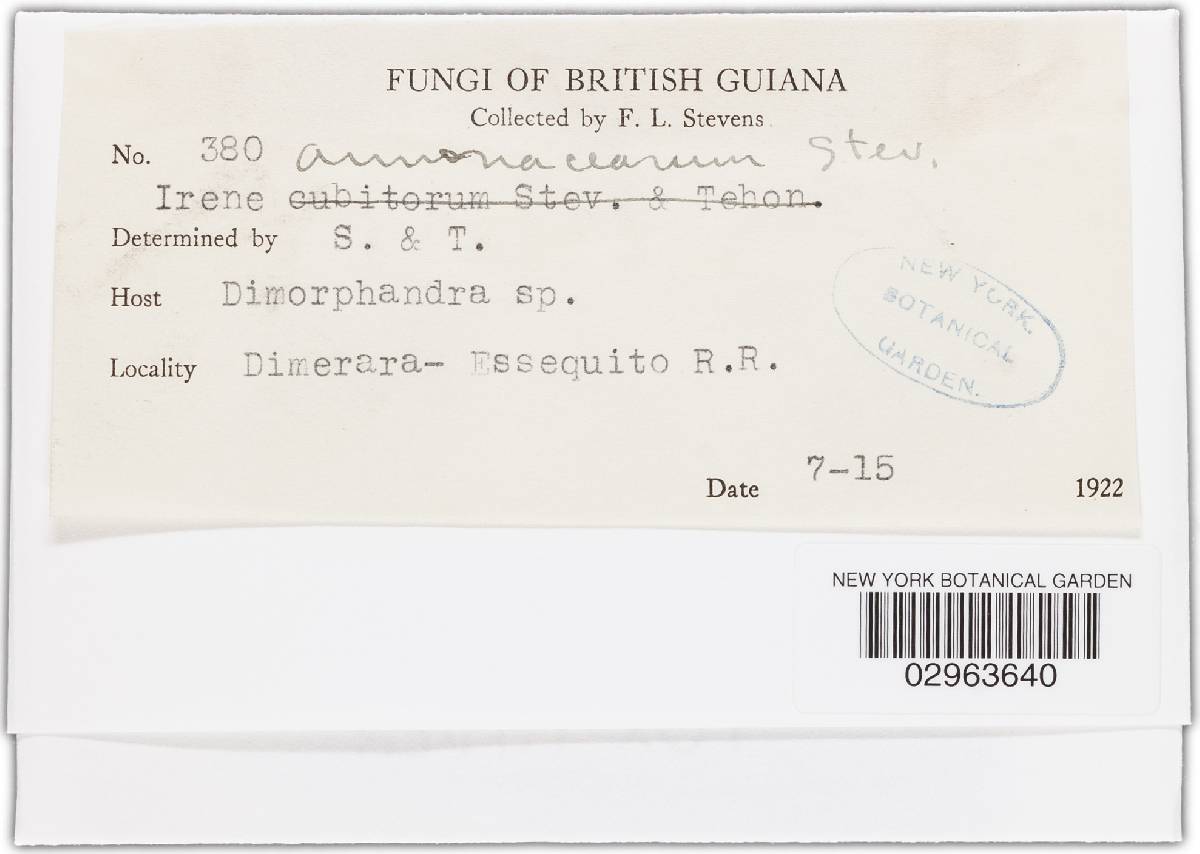 FUNGI OF BRITISH GUIANA
Collected by F. L. Stevens
No. 380 annonacearum Stev.
Irene cubitorum Stev. & Tehon.
Determined by S. & T.
Host Dimorphandra sp.
Locality Dimerara- Essequito R.R.
NEW YORK
BOTANICAL
GARDEN.
Date 7-15 1922
NEW YORK BOTANICAL GARDEN
02963640